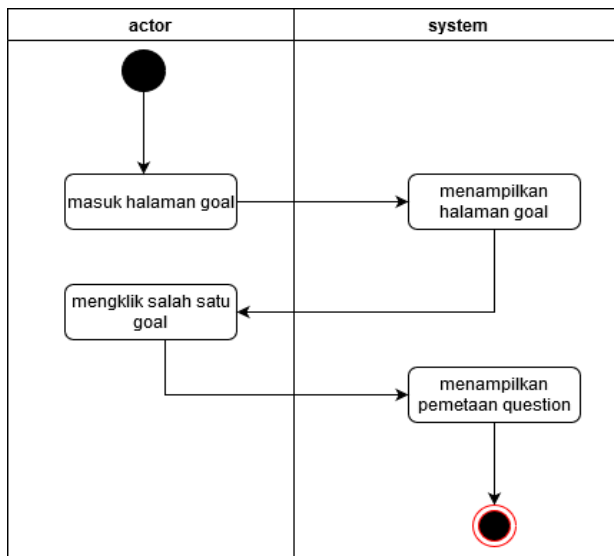 actor
system
masuk halaman goal
menampilkan
halaman goal
mengklik salah satu
goal
menampilkan
pemetaan question